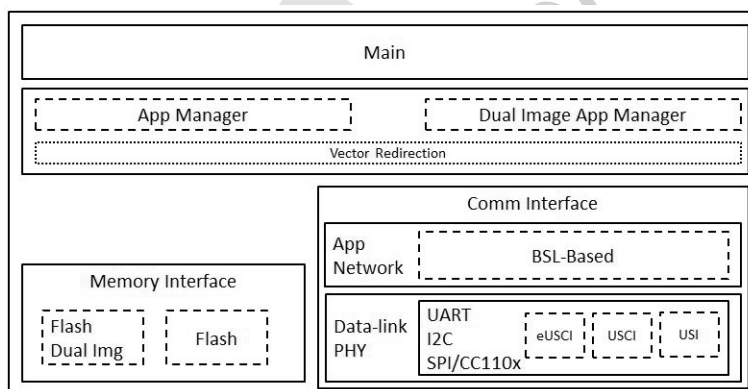 Main
App Manager
Dual Image App Manager
Vector Redirection
Comm Interface
App
Network
BSL-Based
Memory Interface
Flash
Dual Img
Flash
Data-link
PHY
UART
I2C
SPI/CC110x
eUSCI
USCI
USI